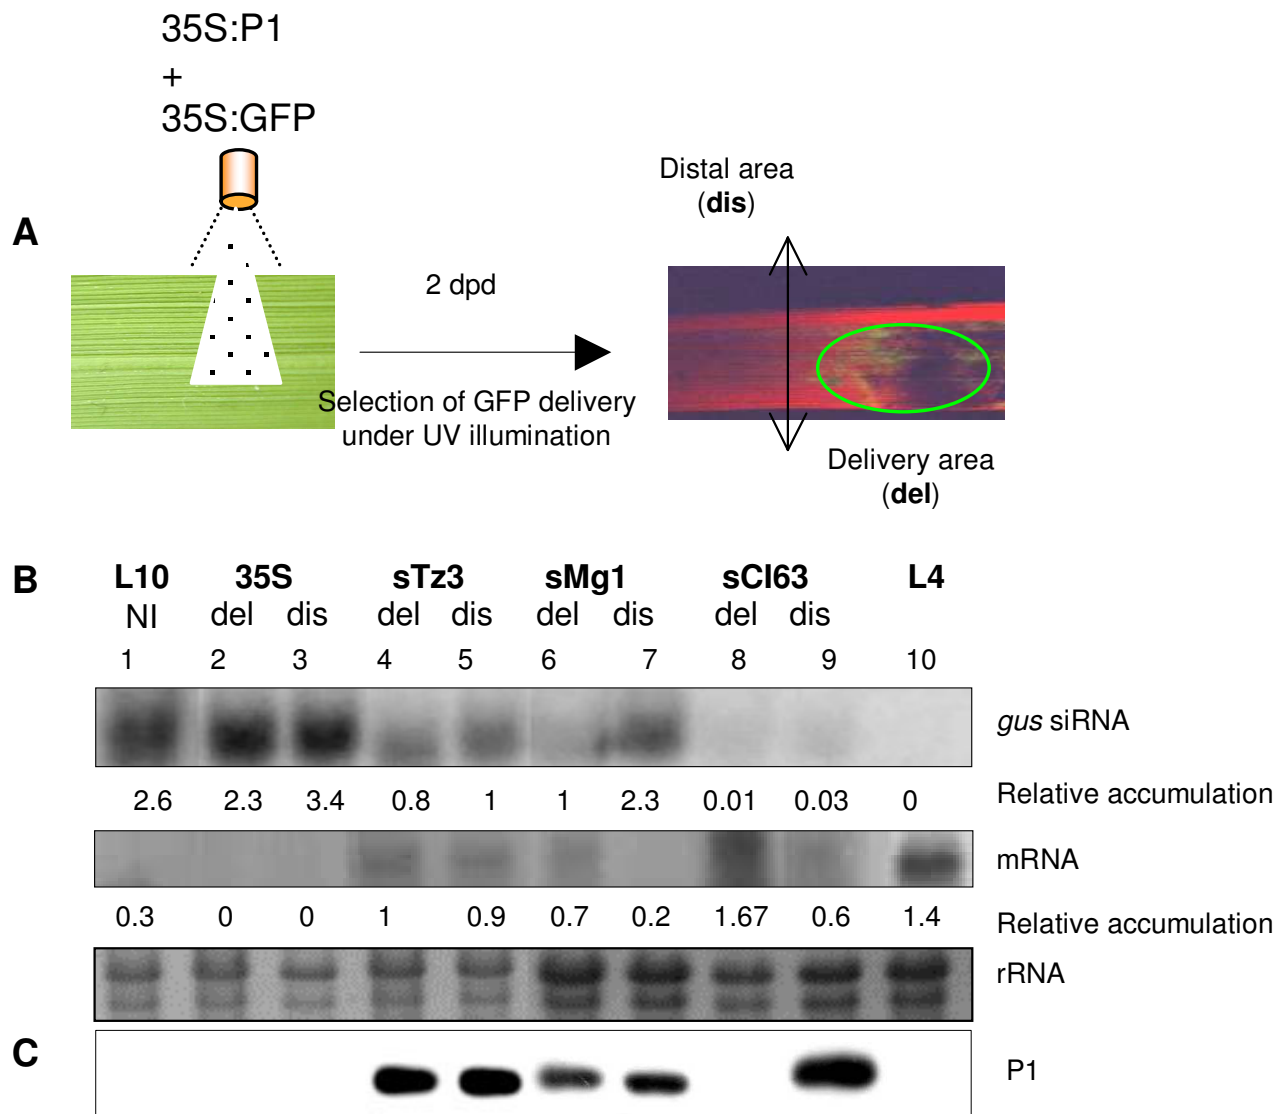 35S:P1
+
35S:GFP
A
2 dpd
Selection of GFP delivery
under UV illumination
Distal area
(dis)
Delivery area
(del)
B
L10 35S sTz3 sMg1 sCI63 L4
NI del dis del dis del dis del dis
1 2 3 4 5 6 7 8 9 10
gus siRNA
2.6 2.3 3.4 0.8 1 1 2.3 0.01 0.03 0 Relative accumulation
mRNA
0.3 0 0 1 0.9 0.7 0.2 1.67 0.6 1.4 Relative accumulation
rRNA
C
P1